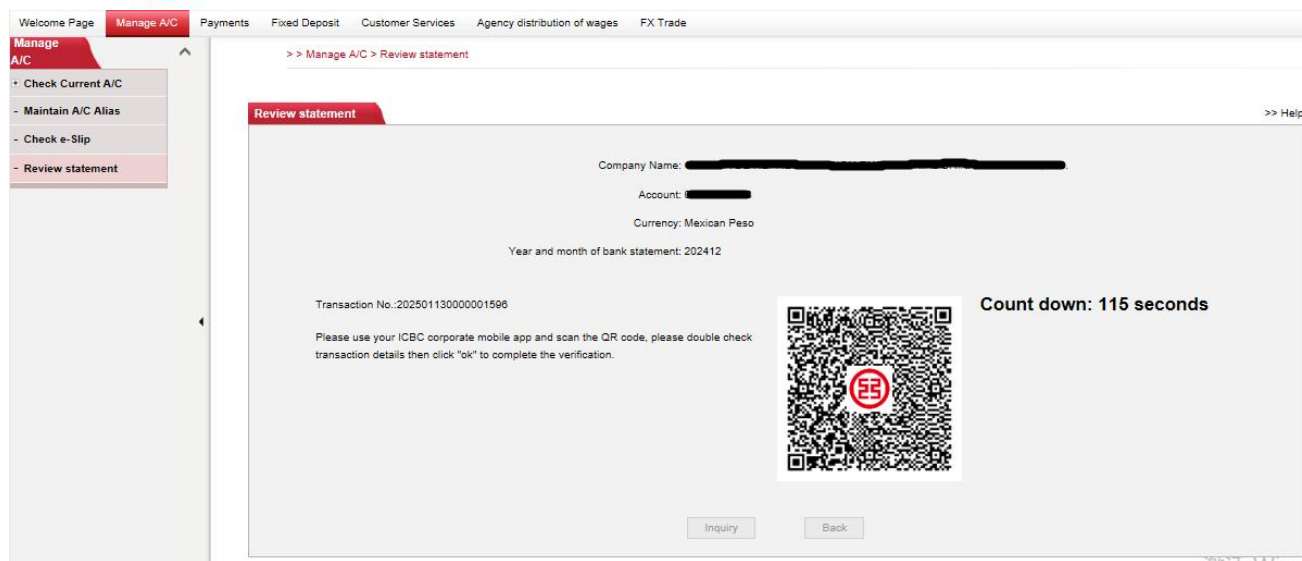 Welcome Page Manage A/C Payments Fixed Deposit Customer Services Agency distribution of wages FX Trade
Manage
A/C
> > Manage A/C > Review statement
+ Check Current A/C
- Maintain A/C Alias
- Check e-Slip
- Review statement
Review statement
>> Help
Company Name:
Account:
Currency: Mexican Peso
Year and month of bank statement: 202412
Transaction No.:202501130000001596
Count down: 115 seconds
Please use your ICBC corporate mobile app and scan the QR code, please double check
transaction details then click "ok" to complete the verification.
Inquiry Back